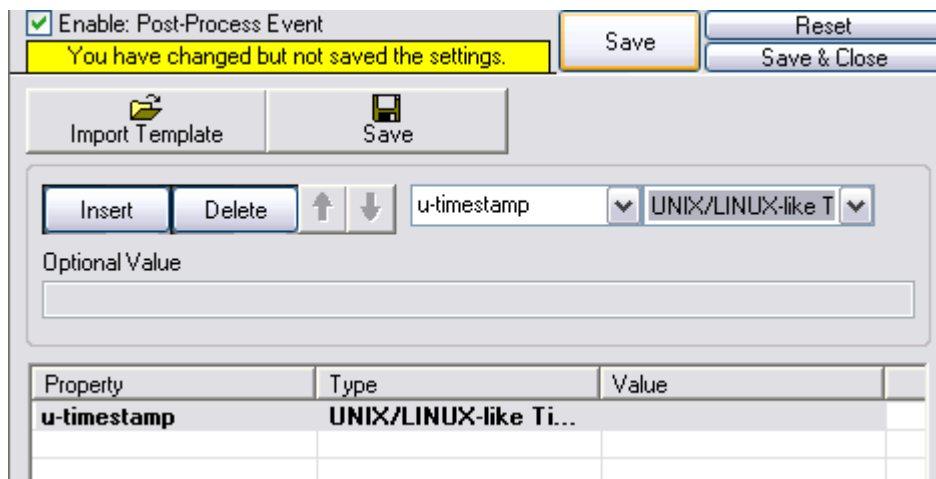 Enable: Post-Process Event
You have changed but not saved the settings.
Save
Reset
Save & Close
Import Template
Save
Insert
Delete
u-timestamp
UNIX/LINUX-like T
Optional Value
Property Type Value
u-timestamp UNIX/LINUX-like Ti...